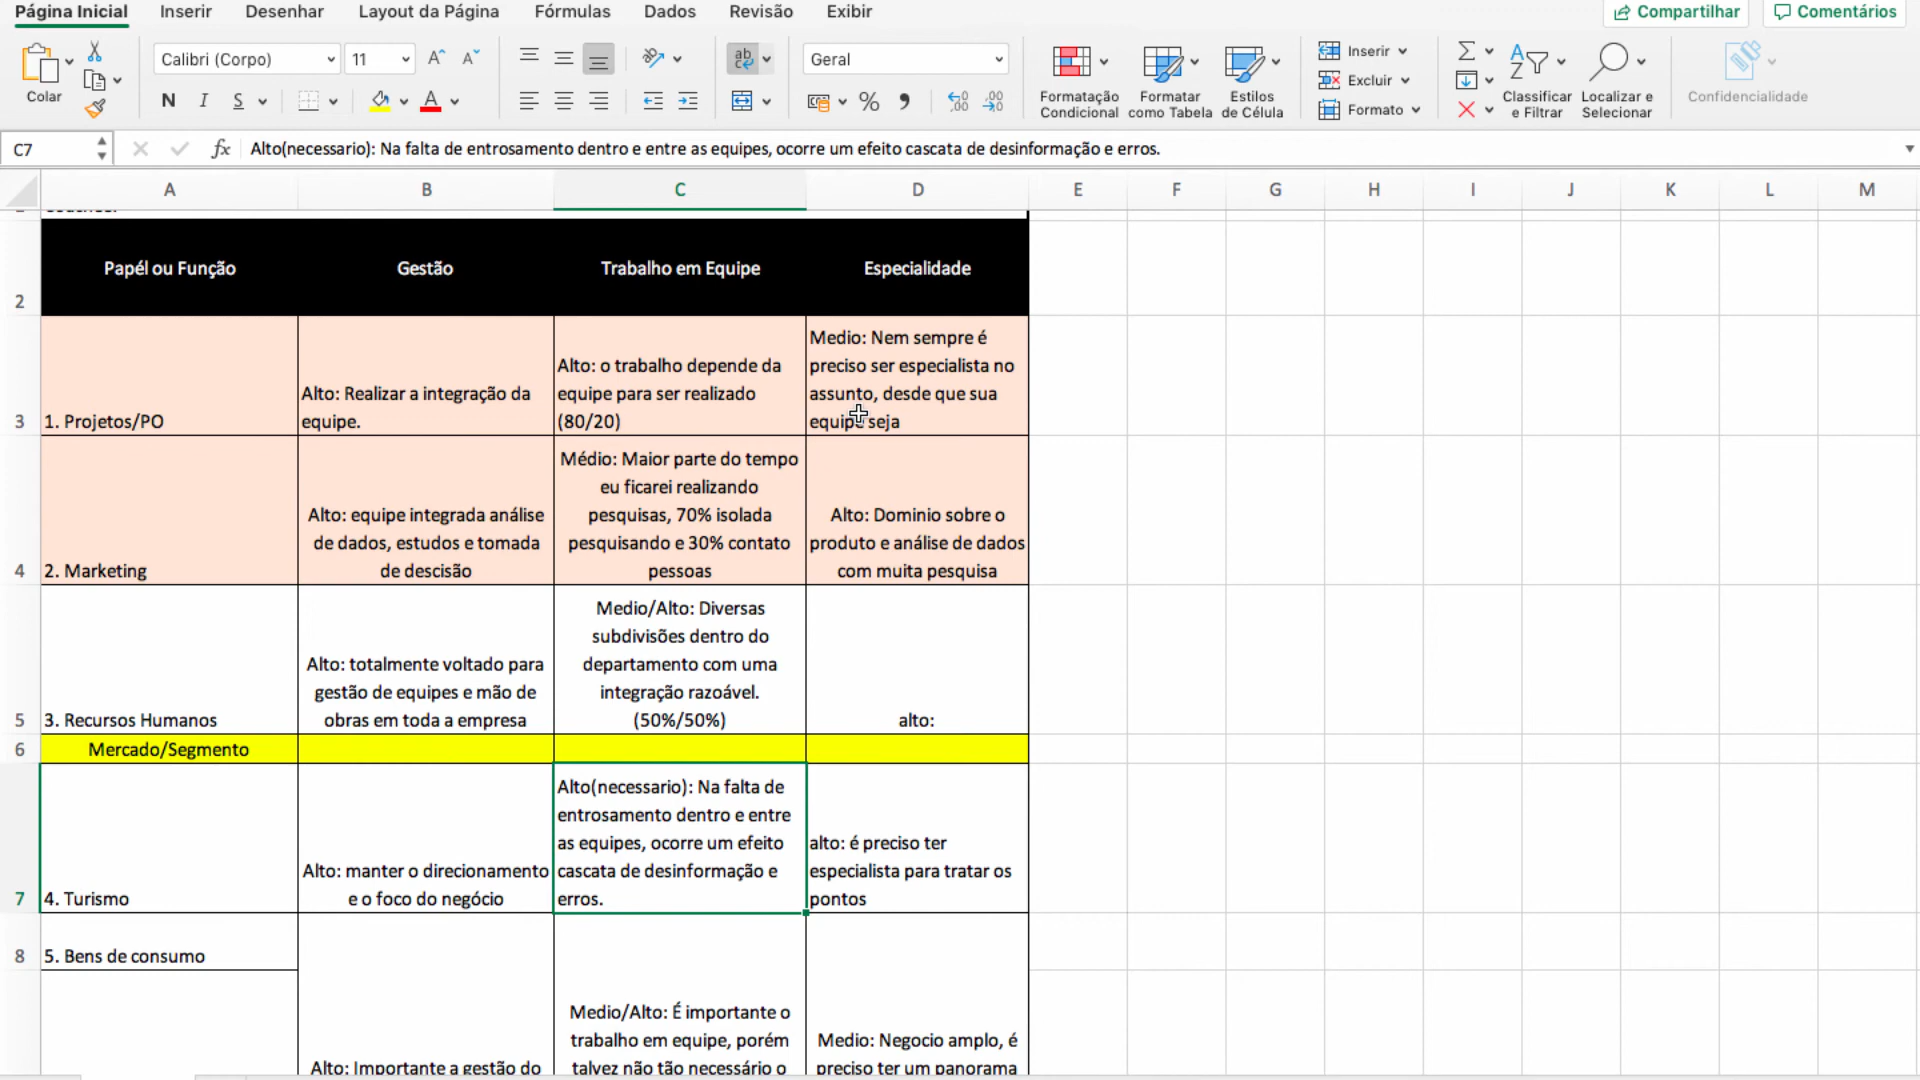 Página Inicial
Inserir
Desenhar
Layout da Página
Fórmulas
Dados
Revisão
Exibir
Compartilhar
Comentários
Colar
Calibri (Corpo)
11
N I S
Geral
Formatação
Condicional
Formatar
como Tabela
Estilos
de Célula
Inserir
Excluir
Formato
Classificar
e Filtrar
Localizar e
Selecionar
Confidencialidade
C7
fx
Alto(necessario): Na falta de entrosamento dentro e entre as equipes, ocorre um efeito cascata de desinformação e erros.
A B C D E F G H I J K L M
2
Papél ou Função
Gestão
Trabalho em Equipe
Especialidade
3
1. Projetos/PO
Alto: Realizar a integração da
equipe.
Alto: o trabalho depende da
equipe para ser realizado
(80/20)
Medio: Nem sempre é
preciso ser especialista no
assunto, desde que sua
equipe seja
4
2. Marketing
Alto: equipe integrada análise
de dados, estudos e tomada
de descisão
Médio: Maior parte do tempo
eu ficarei realizando
pesquisas, 70% isolada
pesquisando e 30% contato
pessoas
Alto: Dominio sobre o
produto e análise de dados
com muita pesquisa
5
3. Recursos Humanos
Alto: totalmente voltado para
gestão de equipes e mão de
obras em toda a empresa
Medio/Alto: Diversas
subdivisões dentro do
departamento com uma
integração razoável.
(50%/50%)
alto:
6
Mercado/Segmento
7
4. Turismo
Alto: manter o direcionamento
e o foco do negócio
Alto(necessario): Na falta de
entrosamento dentro e entre
as equipes, ocorre um efeito
cascata de desinformação e
erros.
alto: é preciso ter
especialista para tratar os
pontos
8
5. Bens de consumo
Alto: Importante a gestão do
Medio/Alto: É importante o
trabalho em equipe, porém
talvez não tão necessário o
Medio: Negocio amplo, é
preciso ter um panorama